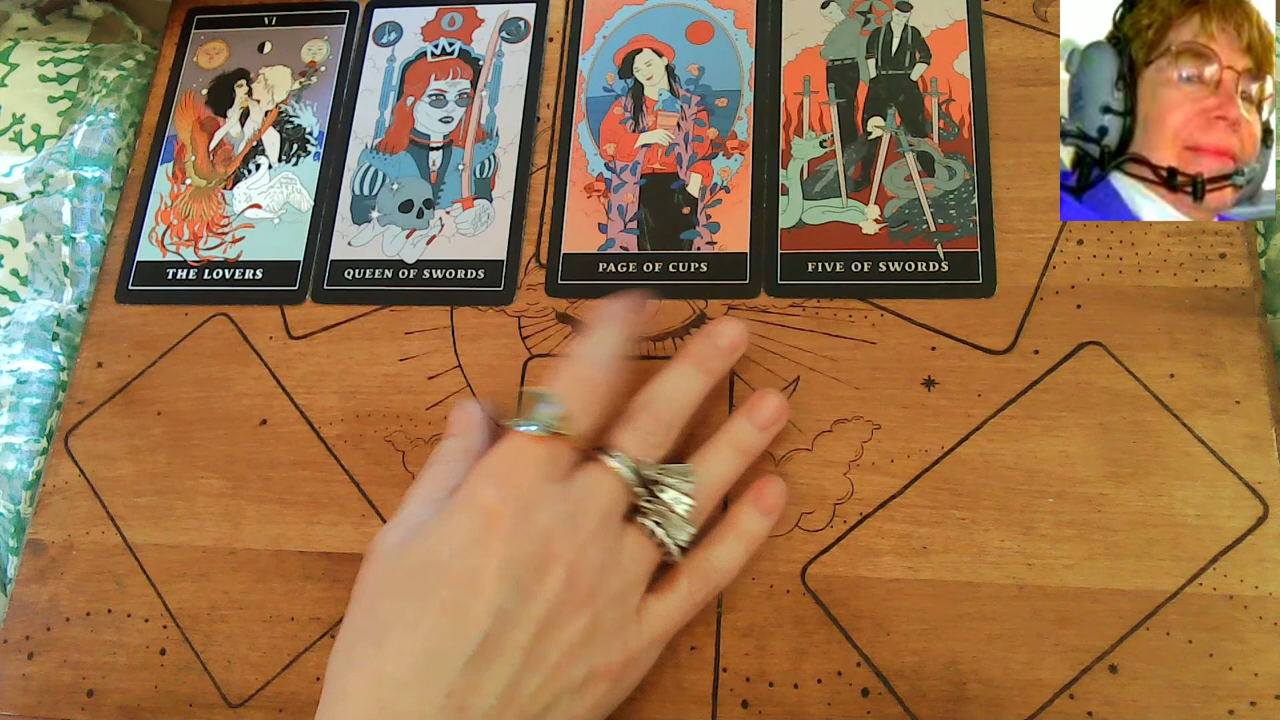 VI
THE LOVERS
QUEEN OF SWORDS
PAGE OF CUPS
FIVE OF SWORDS